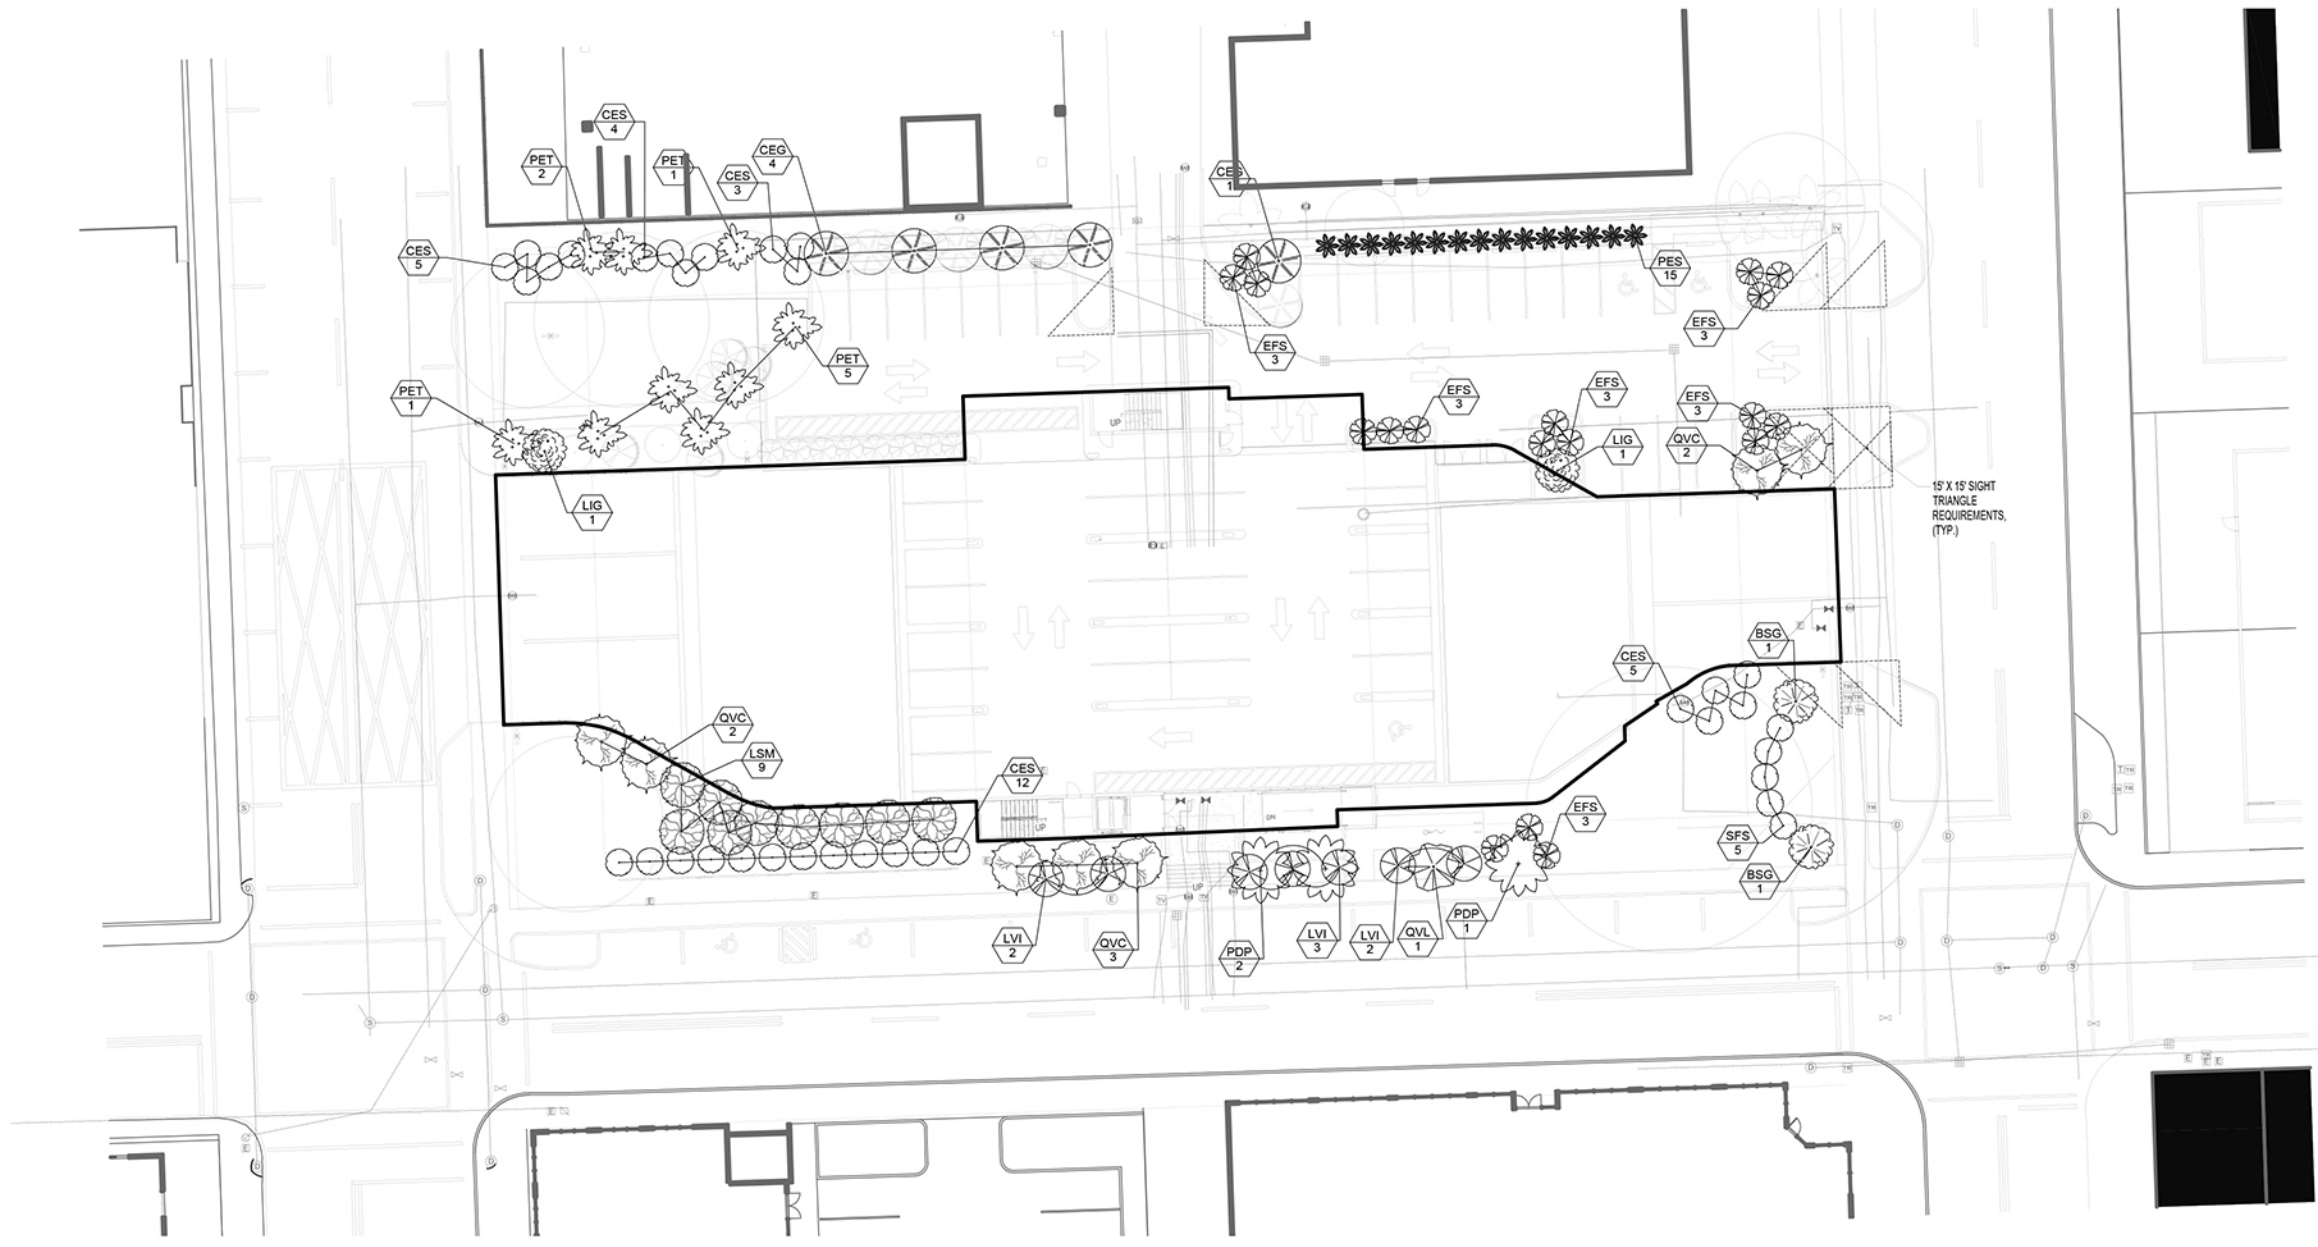 CES
4
PET
2
PET
1
CES
3
CEG
4
CES
1
CES
5
PES
15
EFS
3
EFS
3
PET
5
PET
1
EFS
3
EFS
3
EFS
3
LIG
1
QVC
2
UP
LIG
1
15' X 15' SIGHT
TRIANGLE
REQUIREMENTS,
(TYP.)
BSG
1
CES
5
QVC
2
LSM
9
CES
12
UP
DN
EFS
3
SFS
5
BSG
1
UP
LVI
2
QVC
3
PDP
2
LVI
3
LVI
2
QVL
1
PDP
1